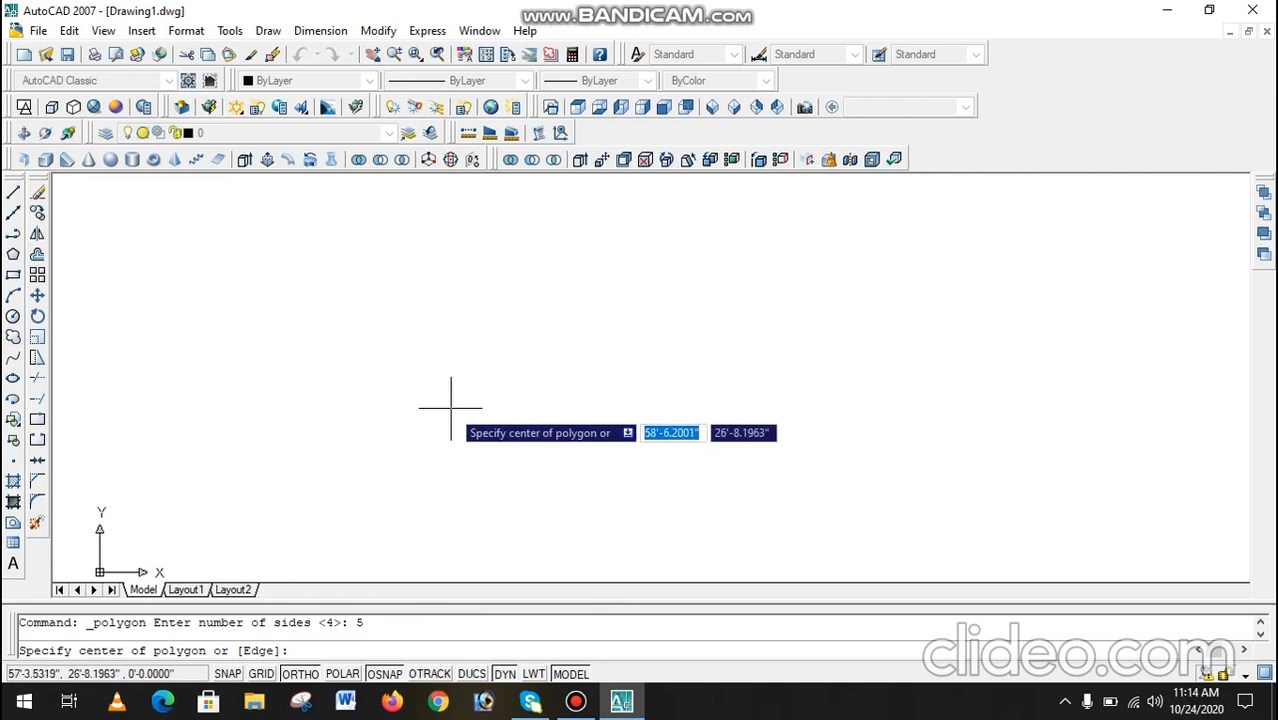 AutoCAD 2007 - [Drawing1.dwg]
www.BANDICAM.com
File Edit View Insert Format Tools Draw Dimension Modify Express Window Help
Standard Standard Standard
AutoCAD Classic ByLayer ByLayer ByLayer ByColor
0
Specify center of polygon or 58'-6.2001" 26'-8.1963"
Y
X
A
Model Layout1 Layout2
Command: _polygon Enter number of sides <4>: 5
Specify center of polygon or [Edge]:
clideo.com
57'-3.5319", 26'-8.1963", 0'-0.0000" SNAP GRID ORTHO POLAR OSNAP OTRACK DUCS DYN LWT MODEL
11:14 AM
10/24/2020